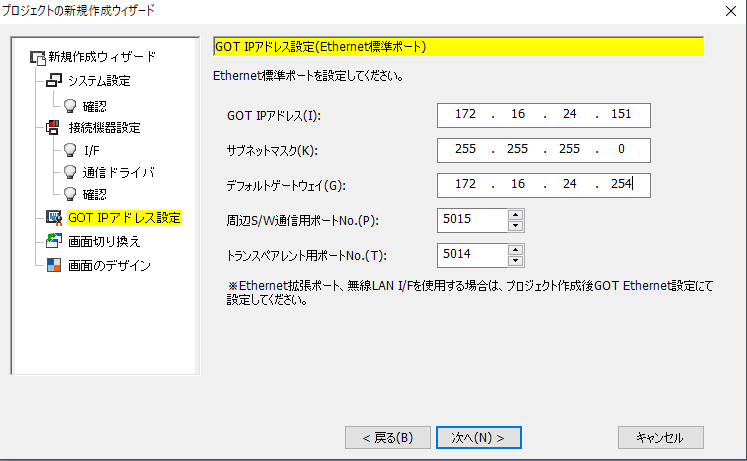 プロジェクトの新規作成ウィザード
新規作成ウィザード
システム設定
確認
接続機器設定
I/F
通信ドライバ
確認
GOT IPアドレス設定
画面切り換え
画面のデザイン
GOT IPアドレス設定(Ethernet標準ポート)
Ethernet標準ポートを設定してください。
GOT IPアドレス(I): 172 . 16 . 24 . 151
サブネットマスク(K): 255 . 255 . 255 . 0
デフォルトゲートウェイ(G): 172 . 16 . 24 . 254
周辺S/W通信用ポートNo.(P): 5015
トランスペアレント用ポートNo.(T): 5014
※Ethernet拡張ポート、無線LAN I/Fを使用する場合は、プロジェクト作成後GOT Ethernet設定にて
設定してください。
< 戻る(B) 次へ(N) > キャンセル